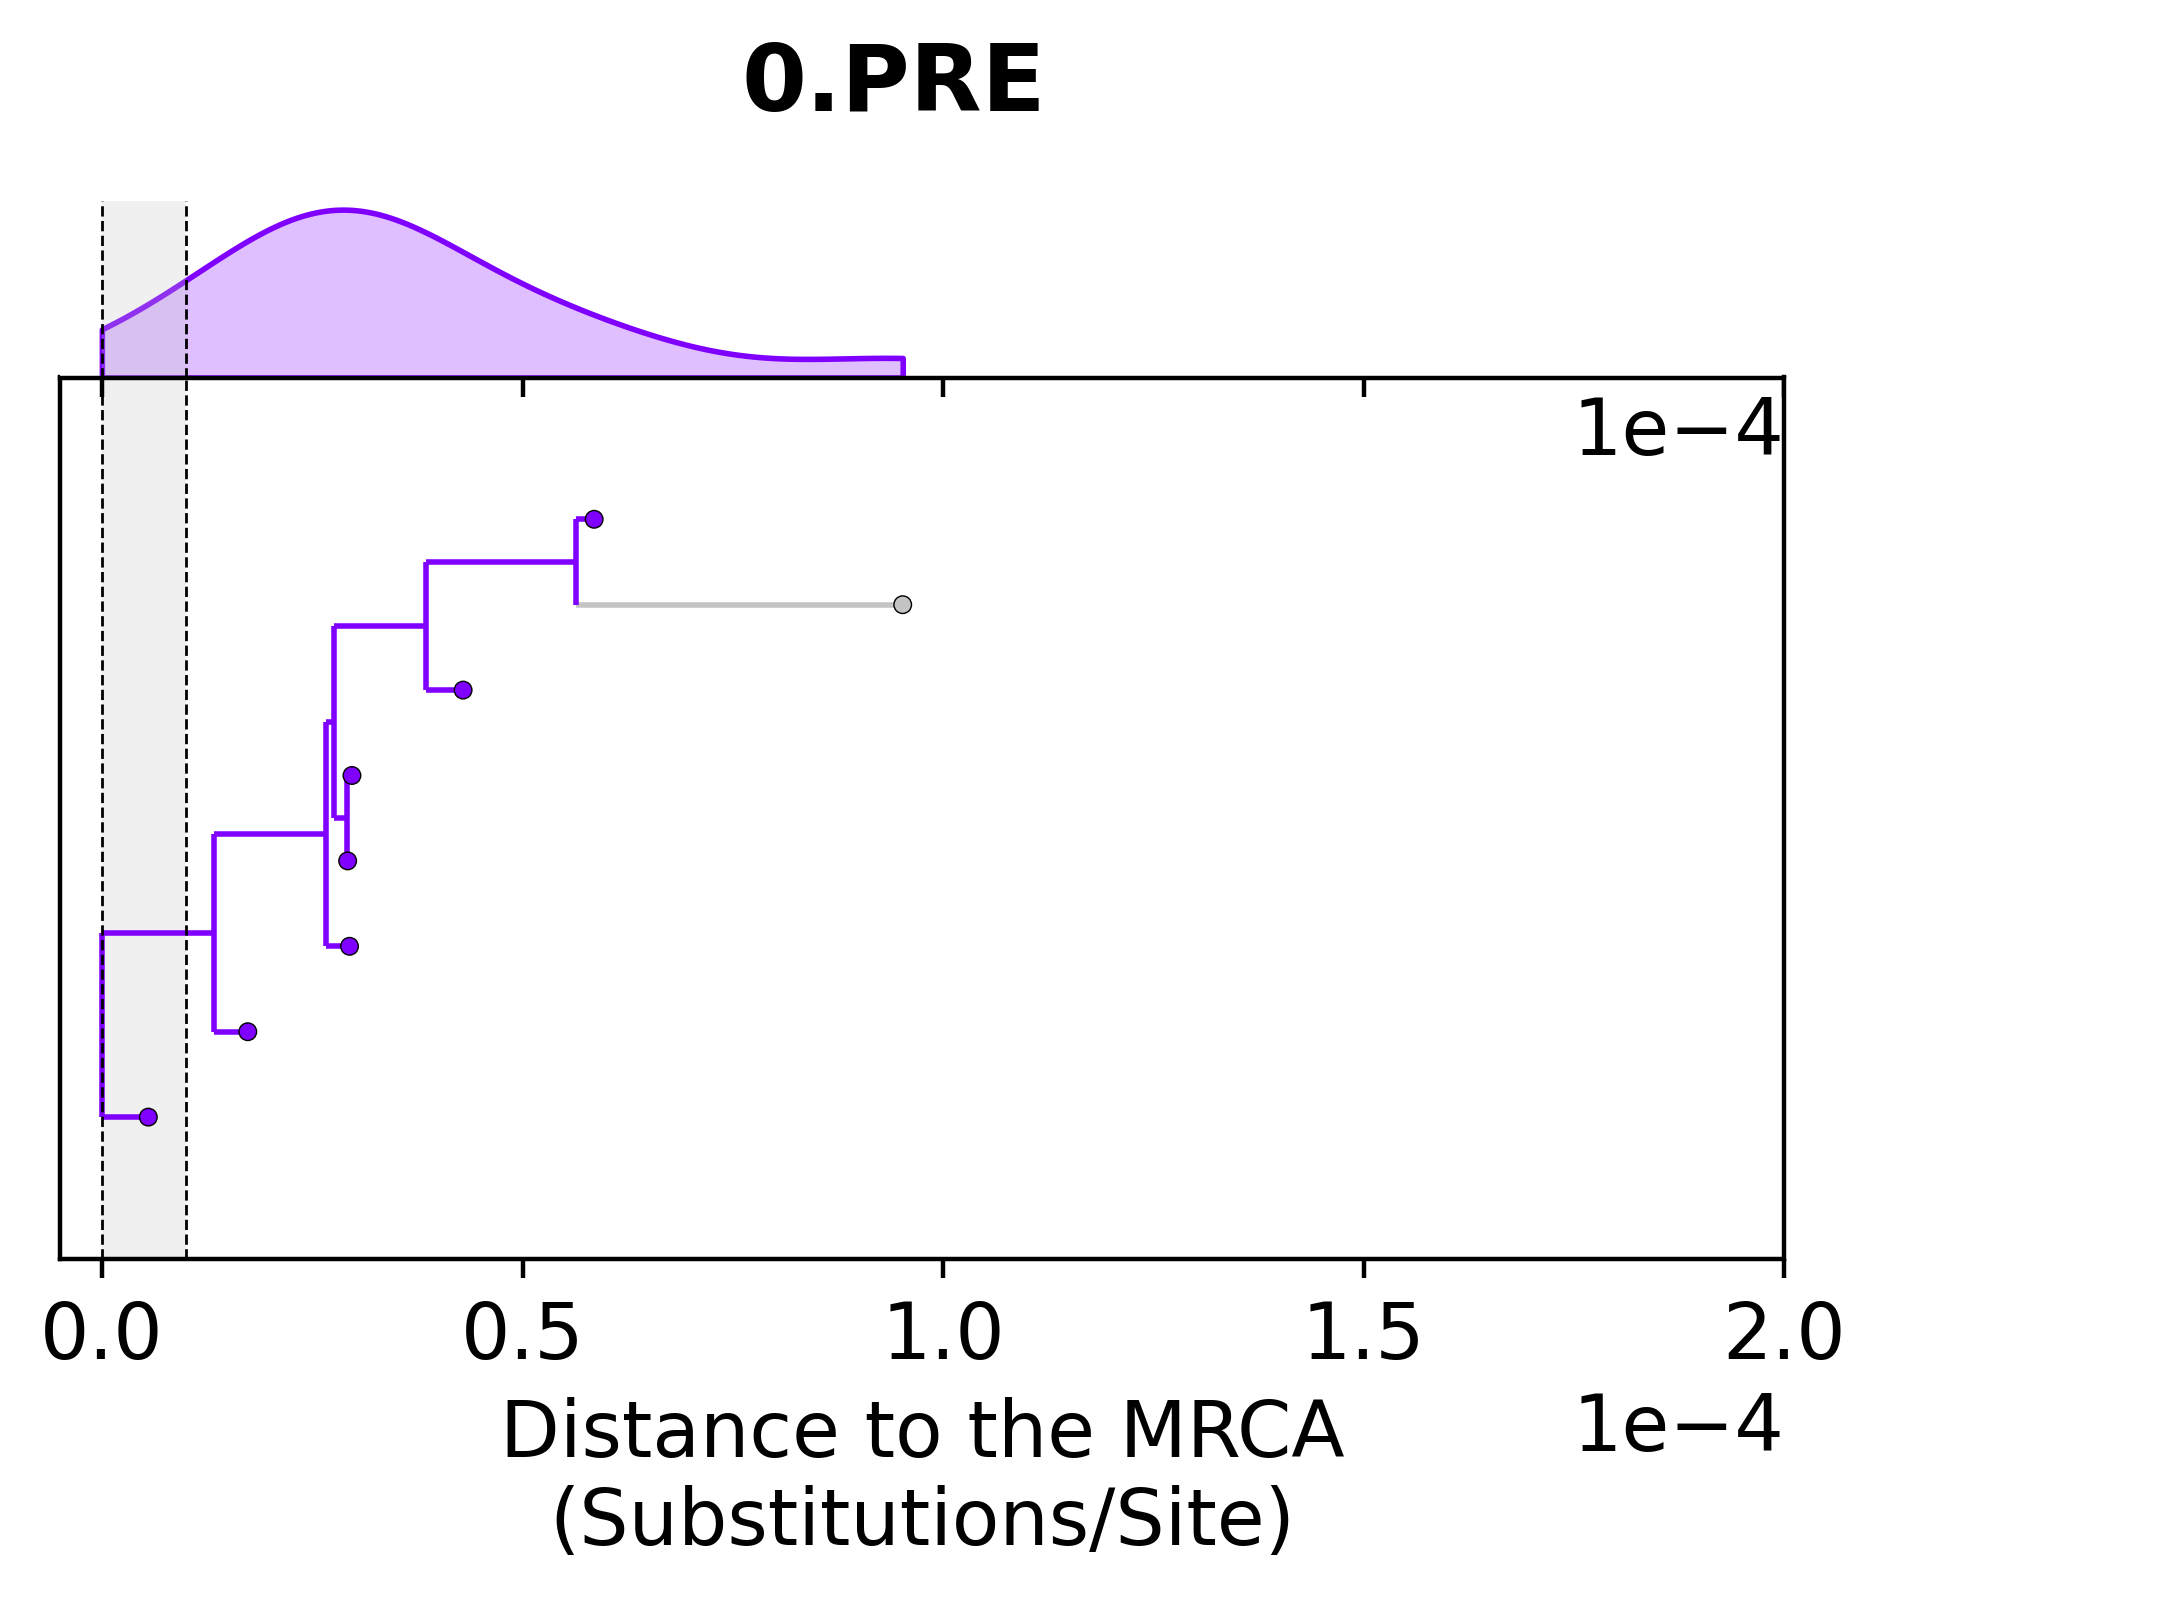 0.PRE
1e−4
0.0 0.5 1.0 1.5 2.0
1e−4
Distance to the MRCA
(Substitutions/Site)